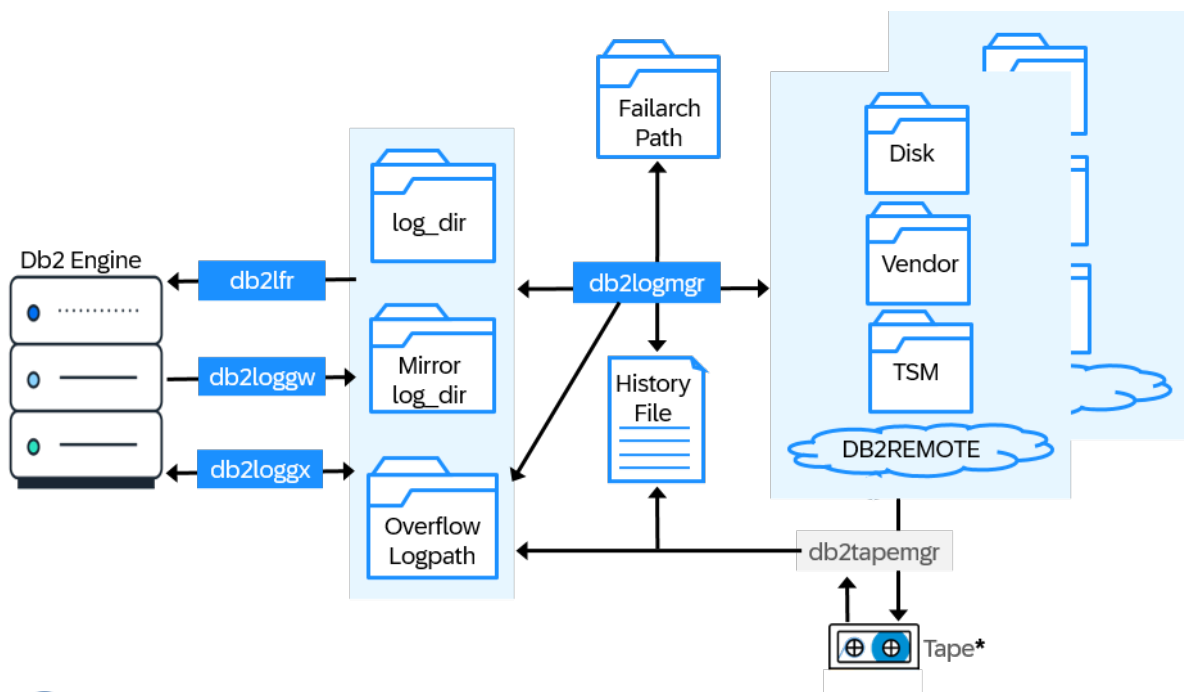 Failarch
Path
Disk
log_dir
Vendor
Db2 Engine
db2lfr
db2logmgr
Mirror
log_dir
TSM
db2loggw
History
File
DB2REMOTE
db2loggx
Overflow
Logpath
db2tapemgr
Tape*